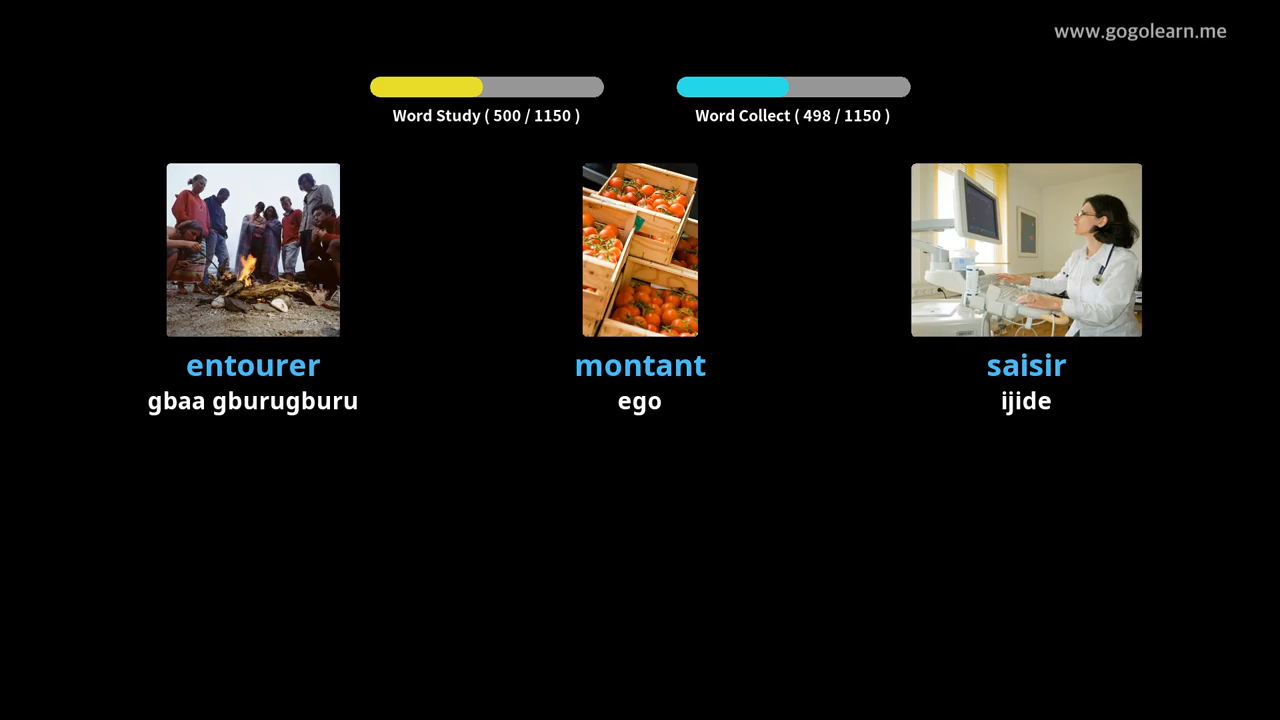 www.gogolearn.me
Word Study ( 500 / 1150 )
Word Collect ( 498 / 1150 )
entourer
gbaa gburugburu
montant
ego
saisir
ijide